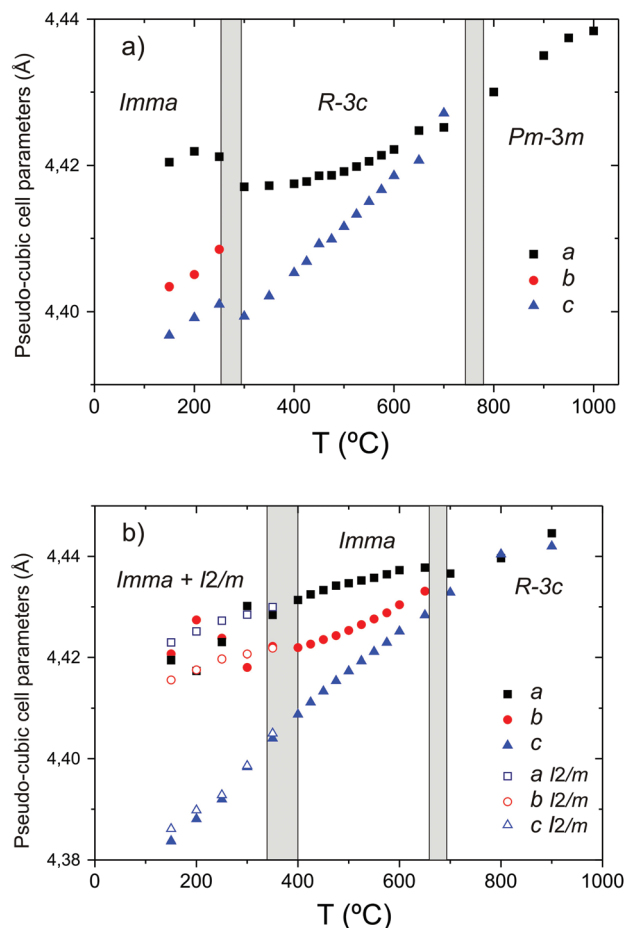 4,44
4,42
4,40
Pseudo-cubic cell parameters (Å)
a)
Imma
R-3c
Pm-3m
a
b
c
0 200 400 600 800 1000
T (ºC)
4,44
4,42
4,40
4,38
Pseudo-cubic cell parameters (Å)
b)
Imma + I2/m
Imma
R-3c
a
b
c
a I2/m
b I2/m
c I2/m
0 200 400 600 800 1000
T (ºC)